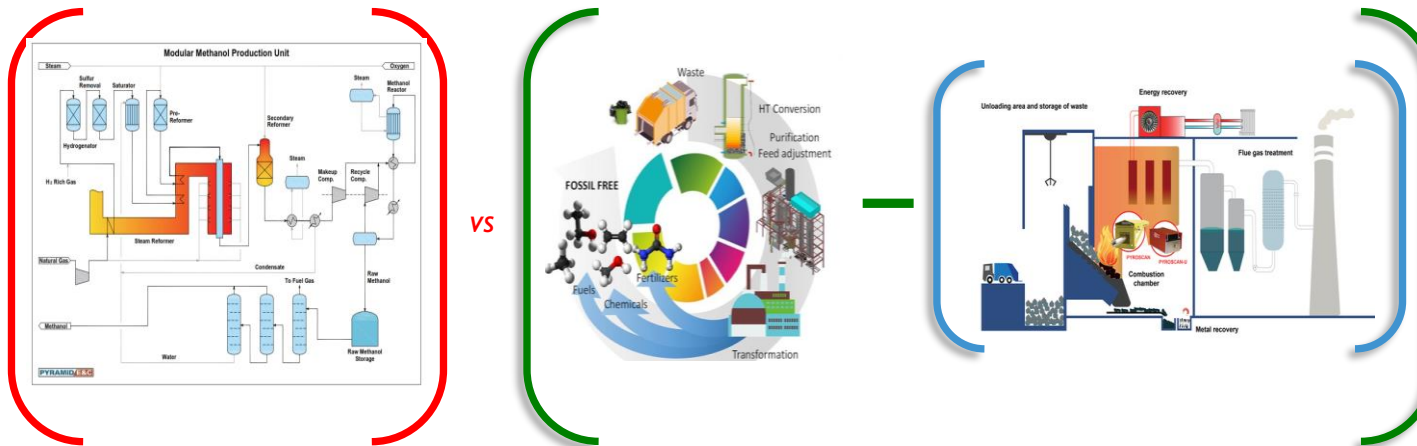 Modular Methanol Production Unit
Steam
Oxygen
Sulfur
Removal
Saturator
Pre-
Reformer
Hydrogenator
Secondary
Reformer
Steam
Methanol
Reactor
Steam
Makeup
Comp.
Recycle
Comp.
H₂ Rich Gas
Steam Reformer
Natural Gas
Condensate
To Fuel Gas
Raw
Methanol
Methanol
Water
Raw Methanol
Storage
PYRAMID E&C
vs
Waste
HT Conversion
Purification
Feed adjustment
FOSSIL FREE
Fertilizers
Fuels
Chemicals
Transformation
Unloading area and storage of waste
Energy recovery
Flue gas treatment
PYROSCAN
PYROSCAN-2
Combustion
chamber
Metal recovery